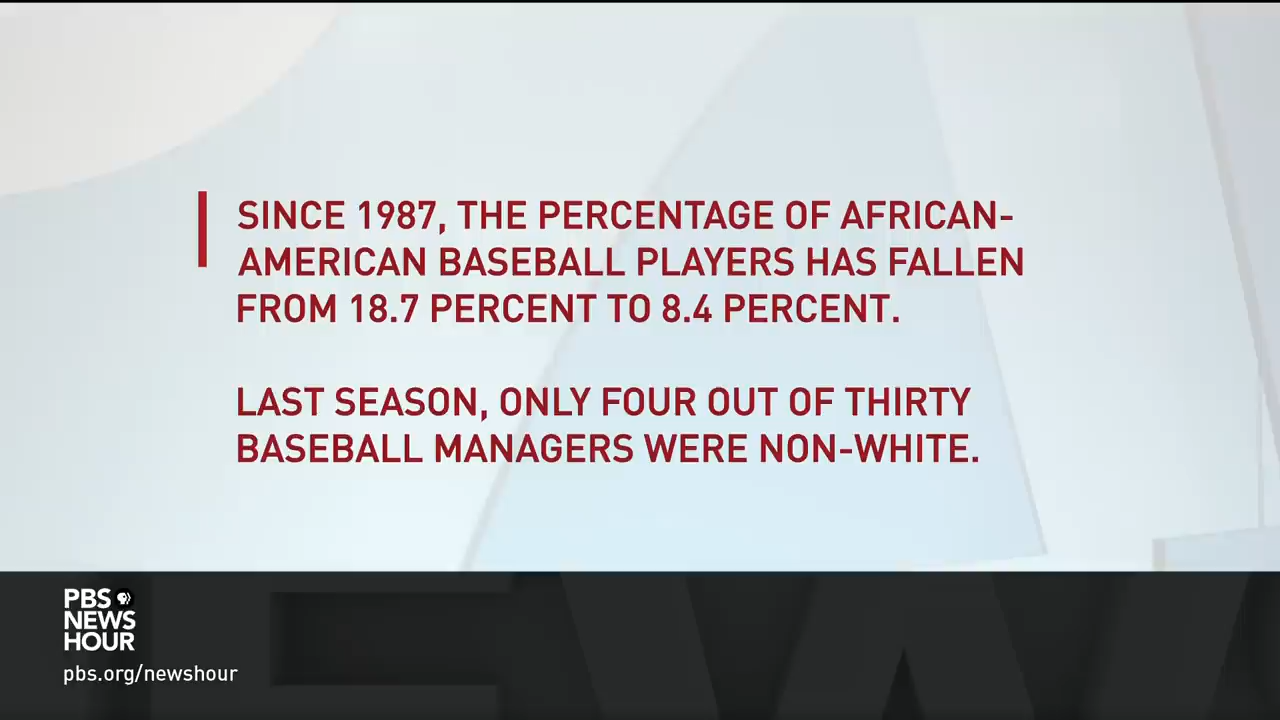 SINCE 1987, THE PERCENTAGE OF AFRICAN-
AMERICAN BASEBALL PLAYERS HAS FALLEN
FROM 18.7 PERCENT TO 8.4 PERCENT.
LAST SEASON, ONLY FOUR OUT OF THIRTY
BASEBALL MANAGERS WERE NON-WHITE.
PBS
NEWS
HOUR
pbs.org/newshour